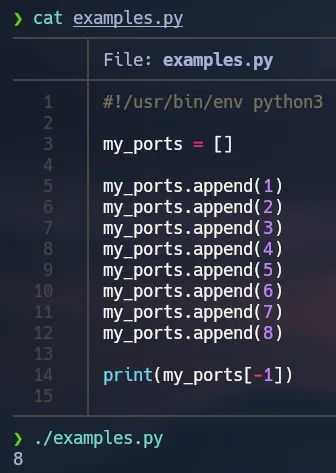 ❯ cat examples.py
File: examples.py
1 #!/usr/bin/env python3
2
3 my_ports = []
4
5 my_ports.append(1)
6 my_ports.append(2)
7 my_ports.append(3)
8 my_ports.append(4)
9 my_ports.append(5)
10 my_ports.append(6)
11 my_ports.append(7)
12 my_ports.append(8)
13
14 print(my_ports[-1])
15
❯ ./examples.py
8